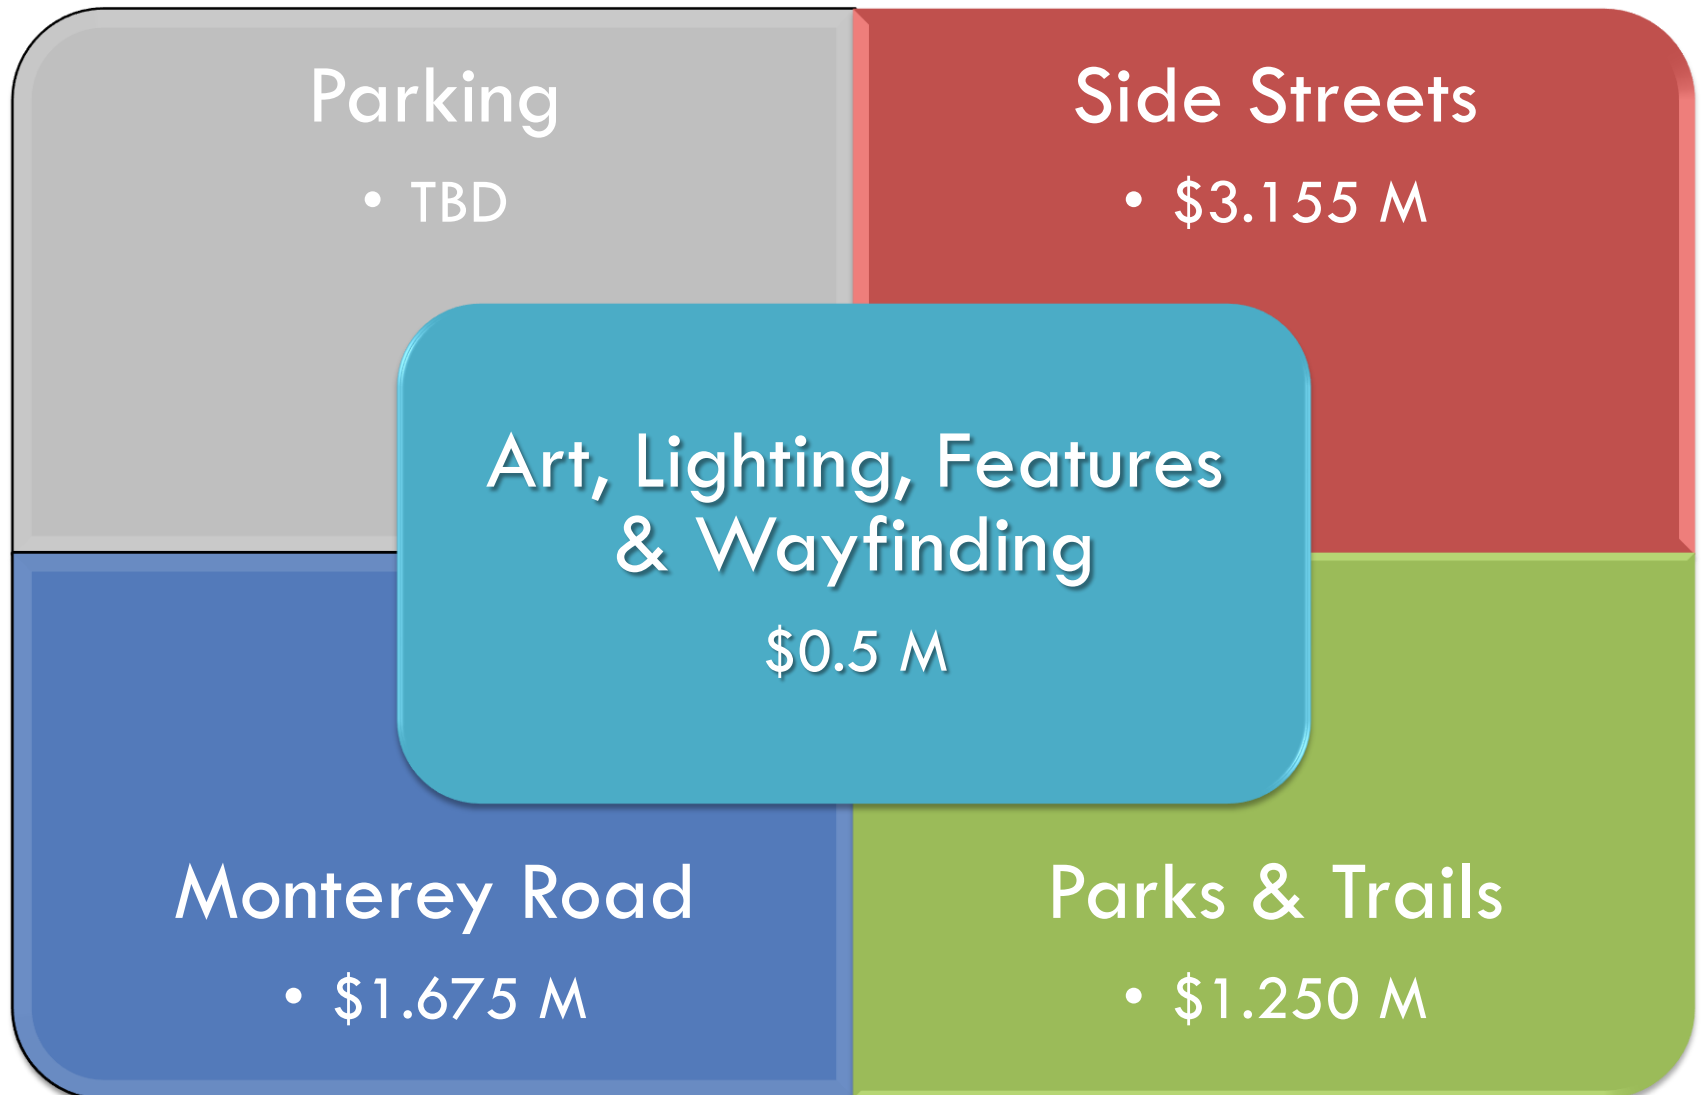 Parking
• TBD
Side Streets
• $3.155 M
Art, Lighting, Features
& Wayfinding
$0.5 M
Monterey Road
• $1.675 M
Parks & Trails
• $1.250 M